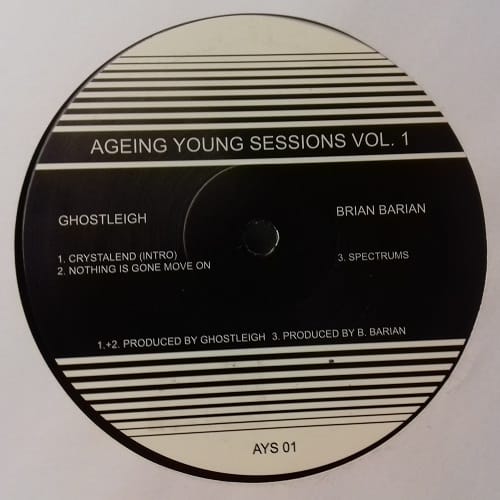 AGEING YOUNG SESSIONS VOL. 1
GHOSTLEIGH
BRIAN BARIAN
1. CRYSTALEND (INTRO)
2. NOTHING IS GONE MOVE ON
3. SPECTRUMS
1.+2. PRODUCED BY GHOSTLEIGH 3. PRODUCED BY B. BARIAN
AYS 01